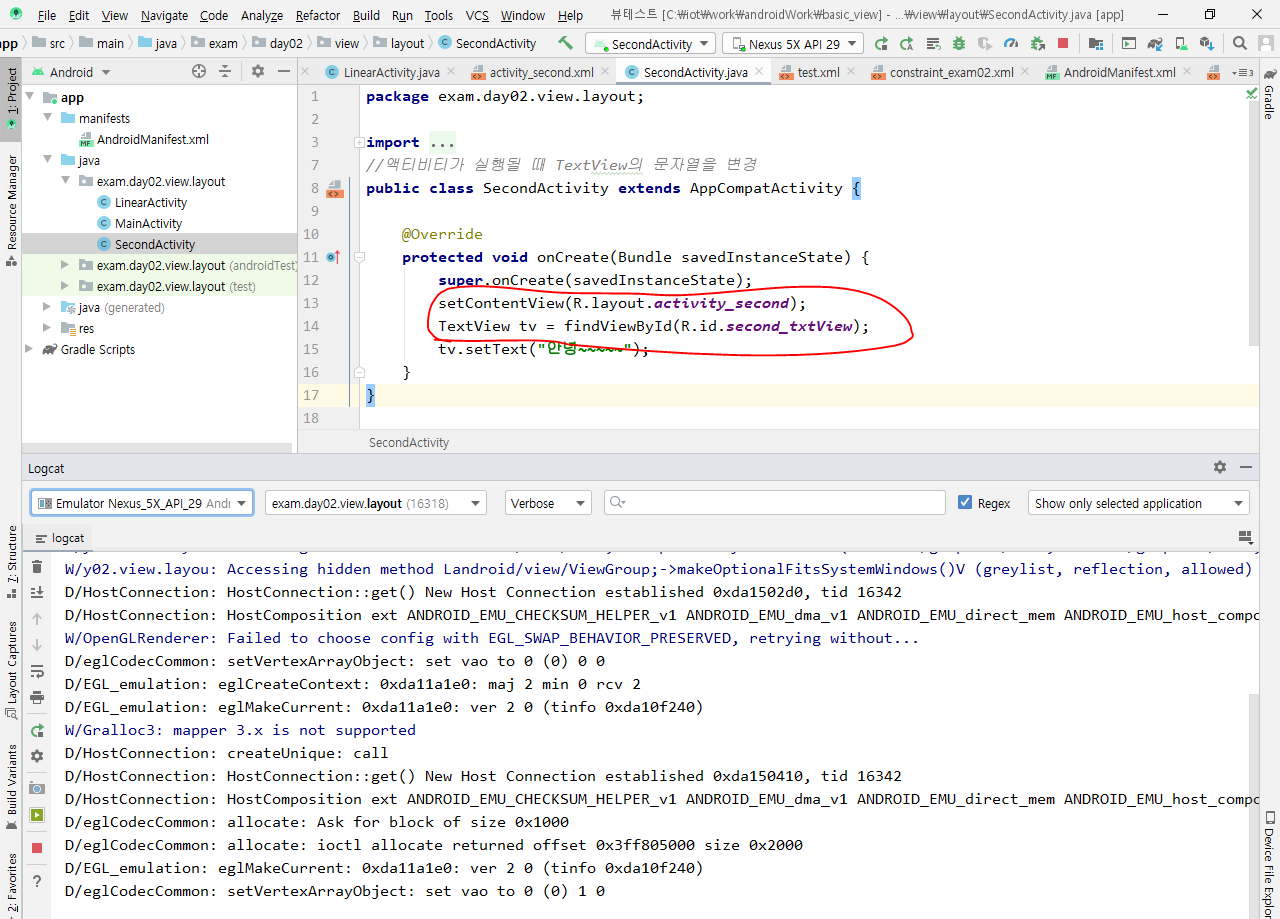 File Edit View Navigate Code Analyze Refactor Build Run Tools VCS Window Help 뷰테스트 [C:₩iot₩work₩androidWork₩basic_view] - ...₩view₩layout₩SecondActivity.java [app]
app src main java exam day02 view layout SecondActivity SecondActivity Nexus 5X API 29
Android LinearActivity.java activity_second.xml SecondActivity.java test.xml constraint_exam02.xml AndroidManifest.xml 3
1: Project
Resource Manager
Z: Structure
Layout Captures
Build Variants
2: Favorites
app
manifests
AndroidManifest.xml
java
exam.day02.view.layout
LinearActivity
MainActivity
SecondActivity
exam.day02.view.layout (androidTest)
exam.day02.view.layout (test)
java (generated)
res
Gradle Scripts
1 package exam.day02.view.layout;
2
3 import ...
7 //액티비티가 실행될 때 TextView의 문자열을 변경
8 public class SecondActivity extends AppCompatActivity {
9
10 @Override
11 protected void onCreate(Bundle savedInstanceState) {
12 super.onCreate(savedInstanceState);
13 setContentView(R.layout.activity_second);
14 TextView tv = findViewById(R.id.second_txtView);
15 tv.setText("안녕~~~~~");
16 }
17 }
18
SecondActivity
Gradle
Device File Explor
Logcat
Emulator Nexus_5X_API_29 Andr exam.day02.view.layout (16318) Verbose Regex Show only selected application
logcat
W/y02.view.layou: Accessing hidden method Landroid/view/ViewGroup;->makeOptionalFitsSystemWindows()V (greylist, reflection, allowed)
D/HostConnection: HostConnection::get() New Host Connection established 0xda1502d0, tid 16342
D/HostConnection: HostComposition ext ANDROID_EMU_CHECKSUM_HELPER_v1 ANDROID_EMU_dma_v1 ANDROID_EMU_direct_mem ANDROID_EMU_host_compo
W/OpenGLRenderer: Failed to choose config with EGL_SWAP_BEHAVIOR_PRESERVED, retrying without...
D/eglCodecCommon: setVertexArrayObject: set vao to 0 (0) 0 0
D/EGL_emulation: eglCreateContext: 0xda11a1e0: maj 2 min 0 rcv 2
D/EGL_emulation: eglMakeCurrent: 0xda11a1e0: ver 2 0 (tinfo 0xda10f240)
W/Gralloc3: mapper 3.x is not supported
D/HostConnection: createUnique: call
D/HostConnection: HostConnection::get() New Host Connection established 0xda150410, tid 16342
D/HostConnection: HostComposition ext ANDROID_EMU_CHECKSUM_HELPER_v1 ANDROID_EMU_dma_v1 ANDROID_EMU_direct_mem ANDROID_EMU_host_compo
D/eglCodecCommon: allocate: Ask for block of size 0x1000
D/eglCodecCommon: allocate: ioctl allocate returned offset 0x3ff805000 size 0x2000
D/EGL_emulation: eglMakeCurrent: 0xda11a1e0: ver 2 0 (tinfo 0xda10f240)
D/eglCodecCommon: setVertexArrayObject: set vao to 0 (0) 1 0